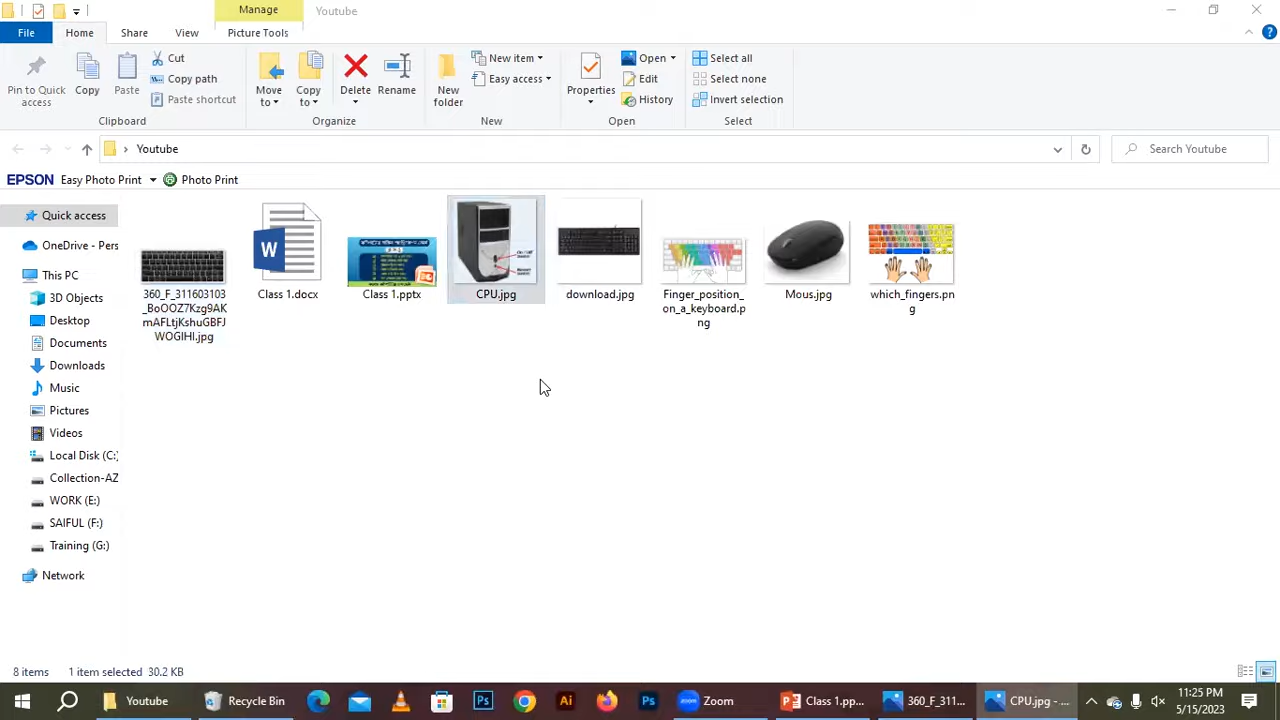 Manage
Youtube
File
Home
Share
View
Picture Tools
Pin to Quick
access
Copy
Paste
Cut
Copy path
Paste shortcut
Clipboard
Move
to
Copy
to
Delete
Rename
Organize
New
folder
New item
Easy access
New
Properties
Open
Edit
History
Open
Select all
Select none
Invert selection
Select
Youtube
Search Youtube
EPSON
Easy Photo Print
Photo Print
Quick access
OneDrive - Pers
This PC
3D Objects
Desktop
Documents
Downloads
Music
Pictures
Videos
Local Disk (C:)
Collection-AZ
WORK (E:)
SAIFUL (F:)
Training (G:)
Network
360_F_311603103
_BoOOZ7Kzg9AK
mAFLtjKshuGBFJ
WOGIHI.jpg
Class 1.docx
Class 1.pptx
CPU.jpg
download.jpg
Finger_position_
on_a_keyboard.p
ng
Mous.jpg
which_fingers.pn
g
8 items
1 item selected 30.2 KB
Youtube
Recycle Bin
Zoom
Class 1.pp...
360_F_311...
CPU.jpg - ...
11:25 PM
5/15/2023